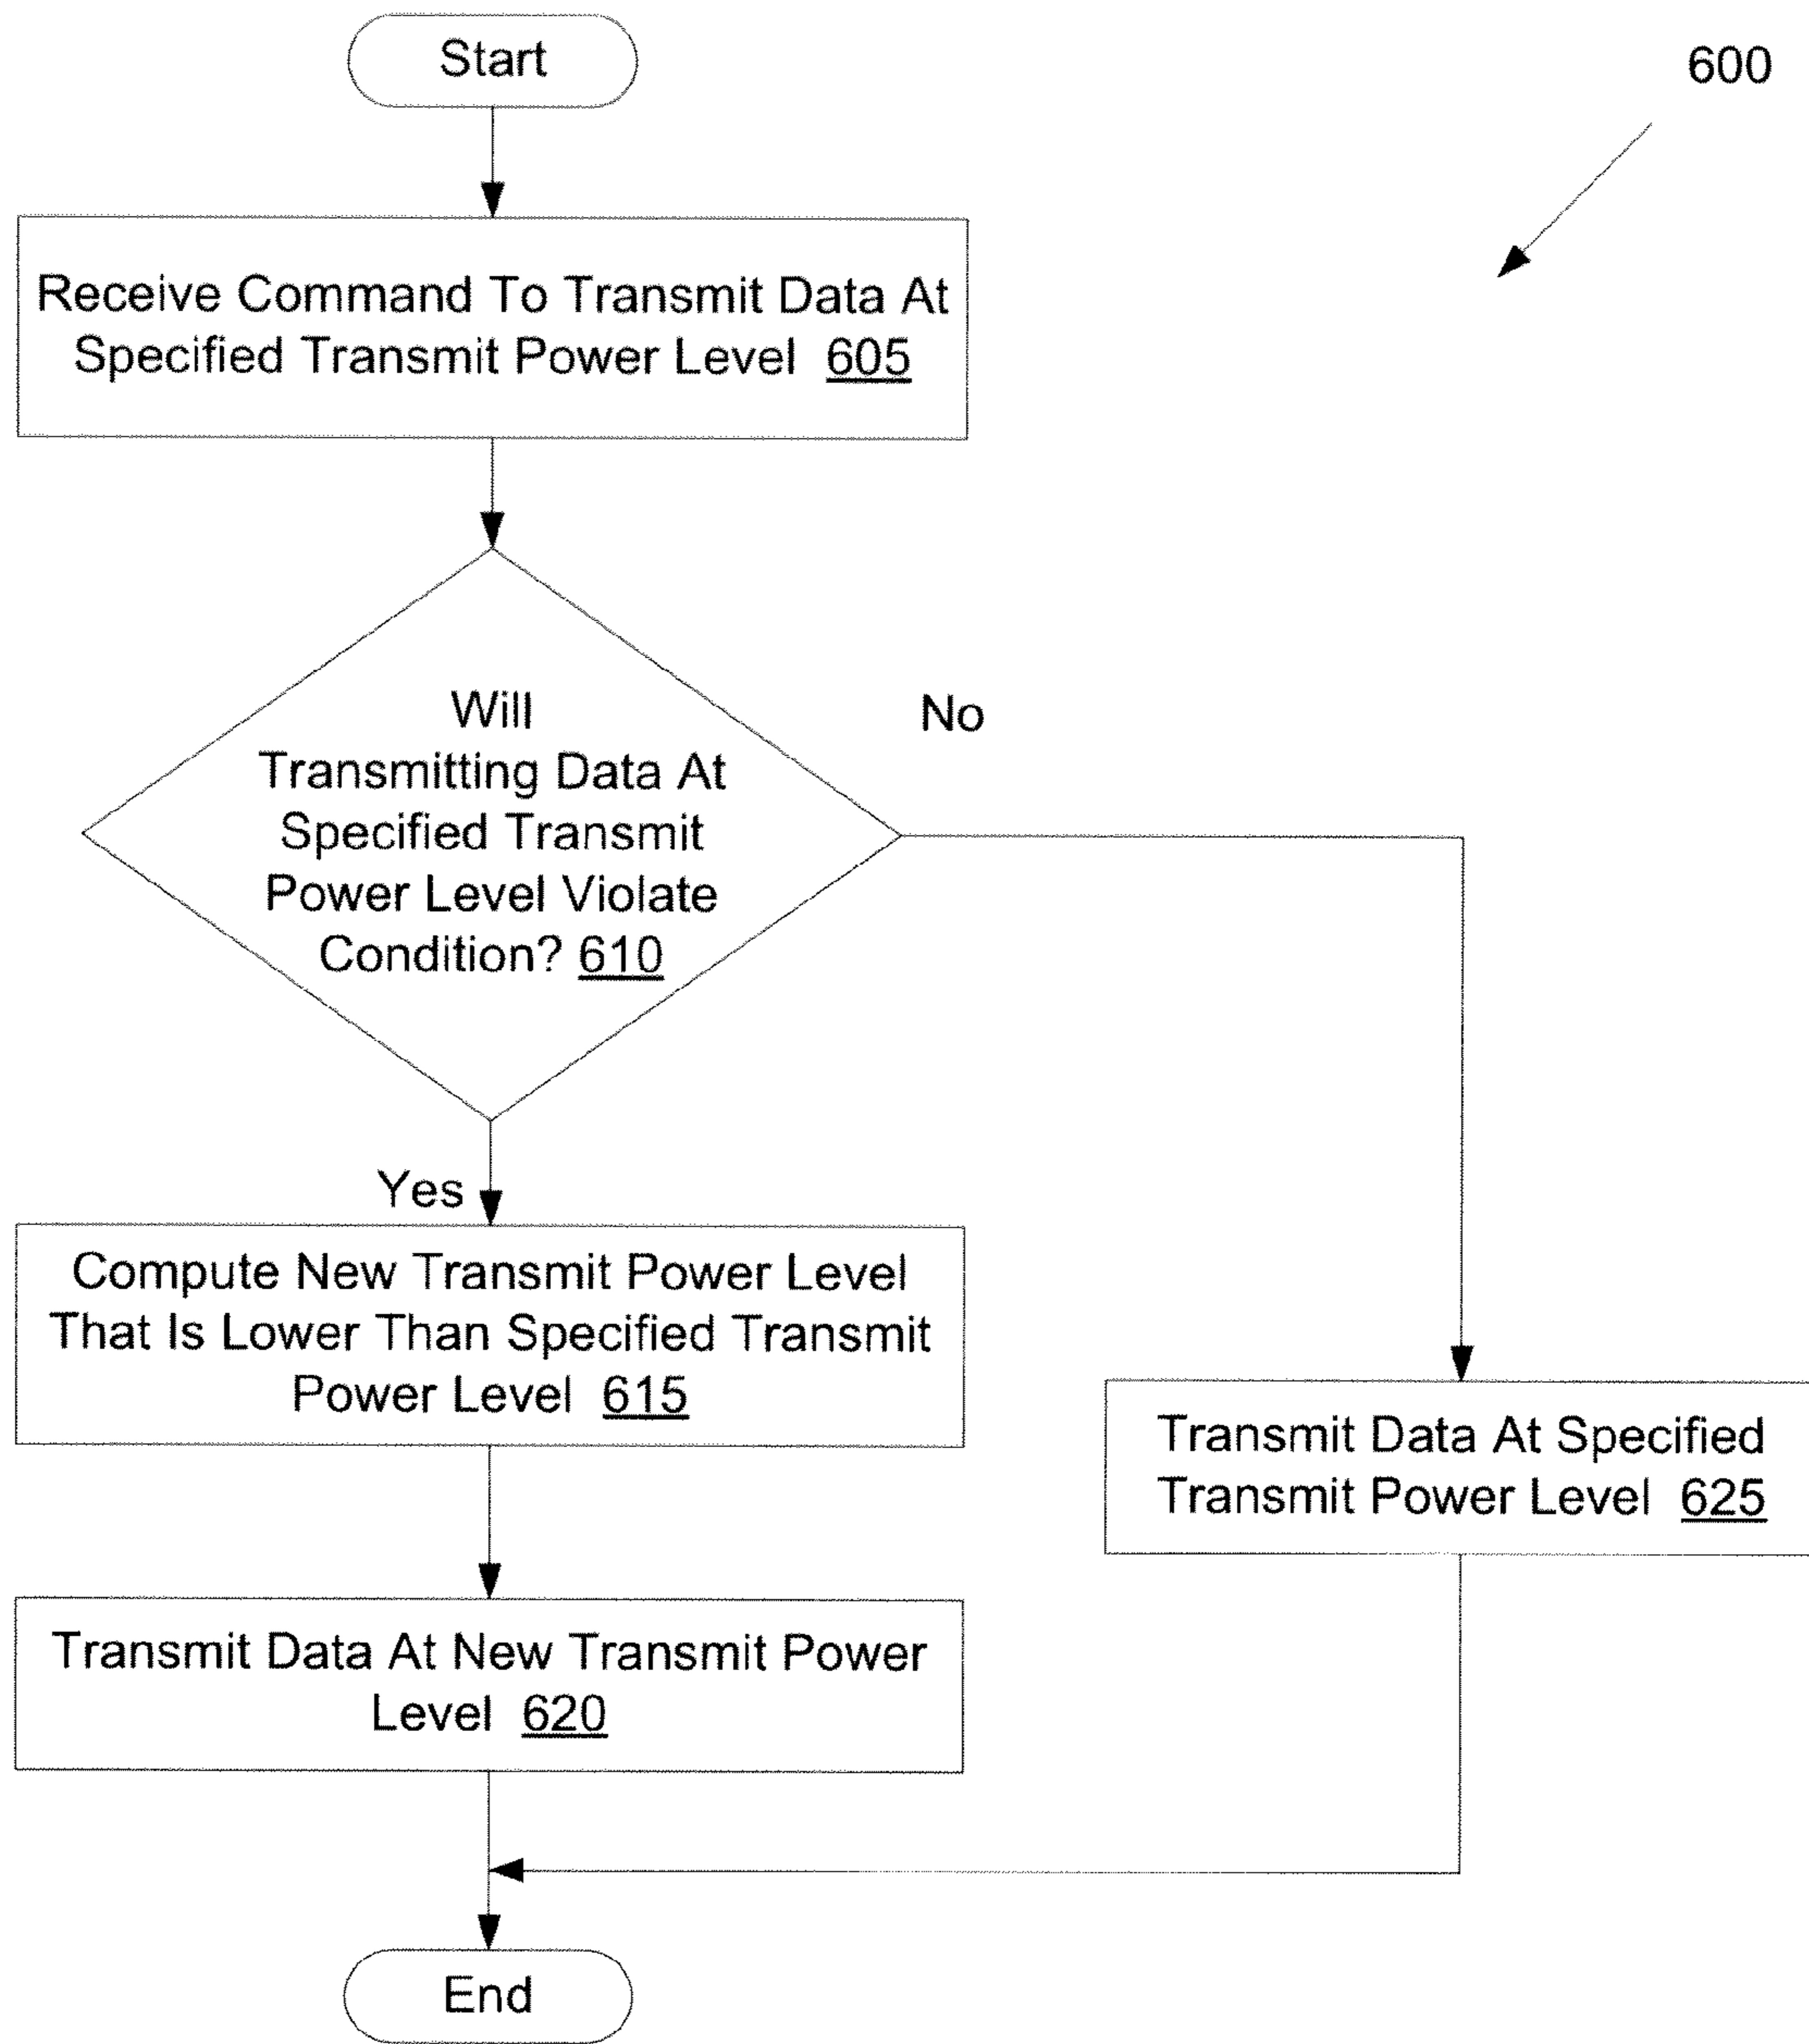 Start
600
Receive Command To Transmit Data At
Specified Transmit Power Level 605
Will
Transmitting Data At
Specified Transmit
Power Level Violate
Condition? 610
No
Yes
Compute New Transmit Power Level
That Is Lower Than Specified Transmit
Power Level 615
Transmit Data At Specified
Transmit Power Level 625
Transmit Data At New Transmit Power
Level 620
End